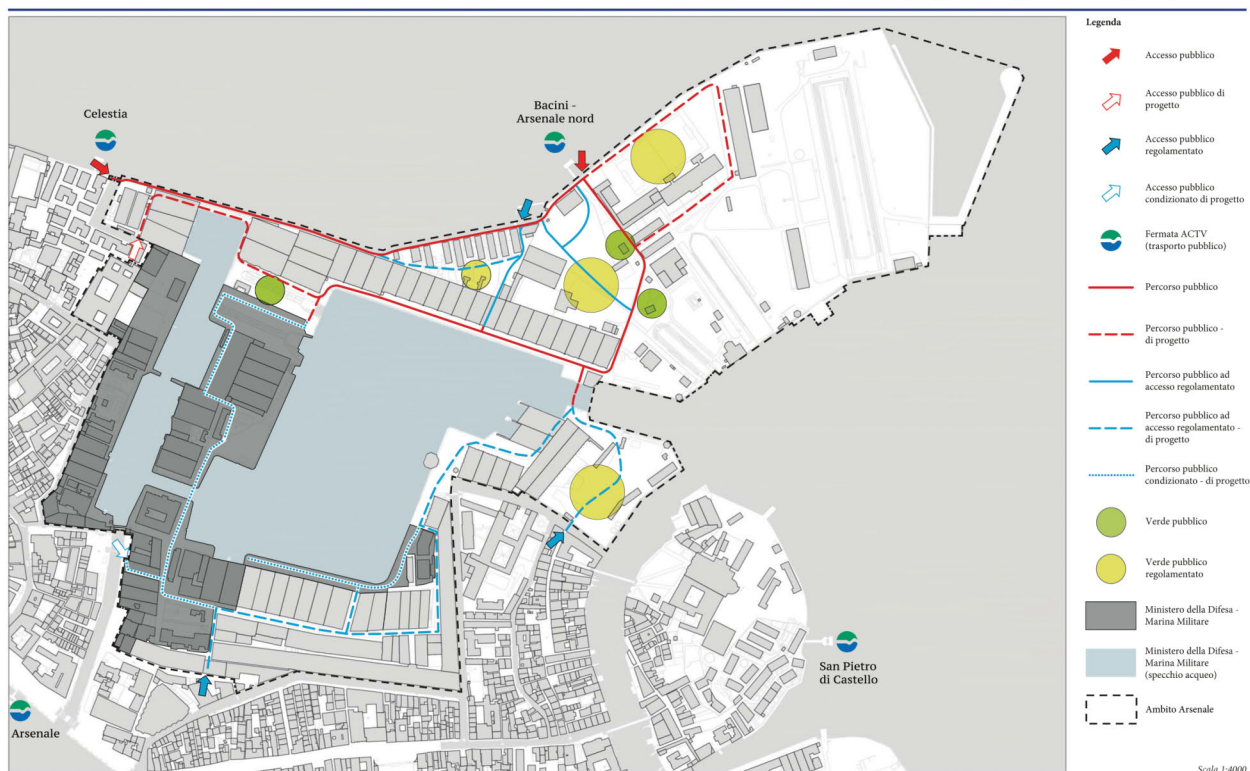 Celestia
Bacini -
Arsenale nord
San Pietro
di Castello
Arsenale
Legenda
Accesso pubblico
Accesso pubblico di
progetto
Accesso pubblico
regolamentato
Accesso pubblico
condizionato di progetto
Fermata ACTV
(trasporto pubblico)
Percorso pubblico
Percorso pubblico -
di progetto
Percorso pubblico ad
accesso regolamentato
Percorso pubblico ad
accesso regolamentato -
di progetto
Percorso pubblico
condizionato - di progetto
Verde pubblico
Verde pubblico
regolamentato
Ministero della Difesa -
Marina Militare
Ministero della Difesa -
Marina Militare
(specchio acqueo)
Ambito Arsenale
Scala 1:4000